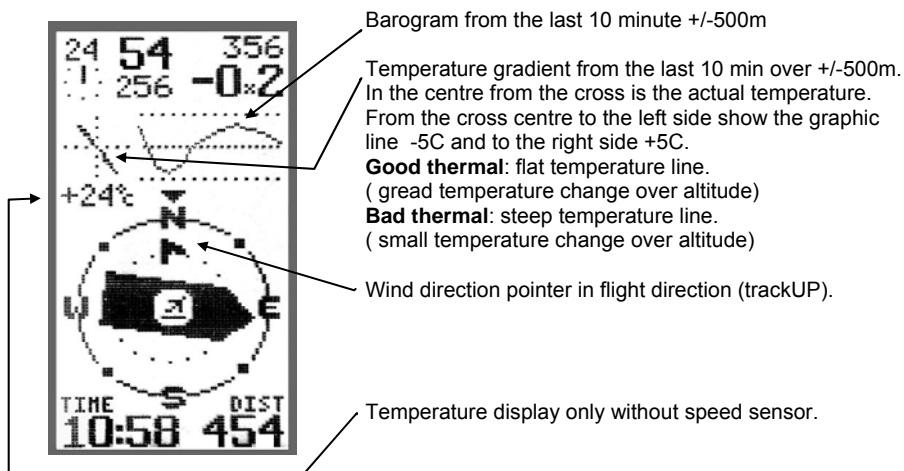 Barogram from the last 10 minute +/-500m
24 54 356
256 -0x2
Temperature gradient from the last 10 min over +/-500m.
In the centre from the cross is the actual temperature.
From the cross centre to the left side show the graphic
line -5C and to the right side +5C.
Good thermal: flat temperature line.
( gread temperature change over altitude)
Bad thermal: steep temperature line.
( small temperature change over altitude)
+24°c
N
Wind direction pointer in flight direction (trackUP).
W E
S
TIME DIST
10:58 454
Temperature display only without speed sensor.